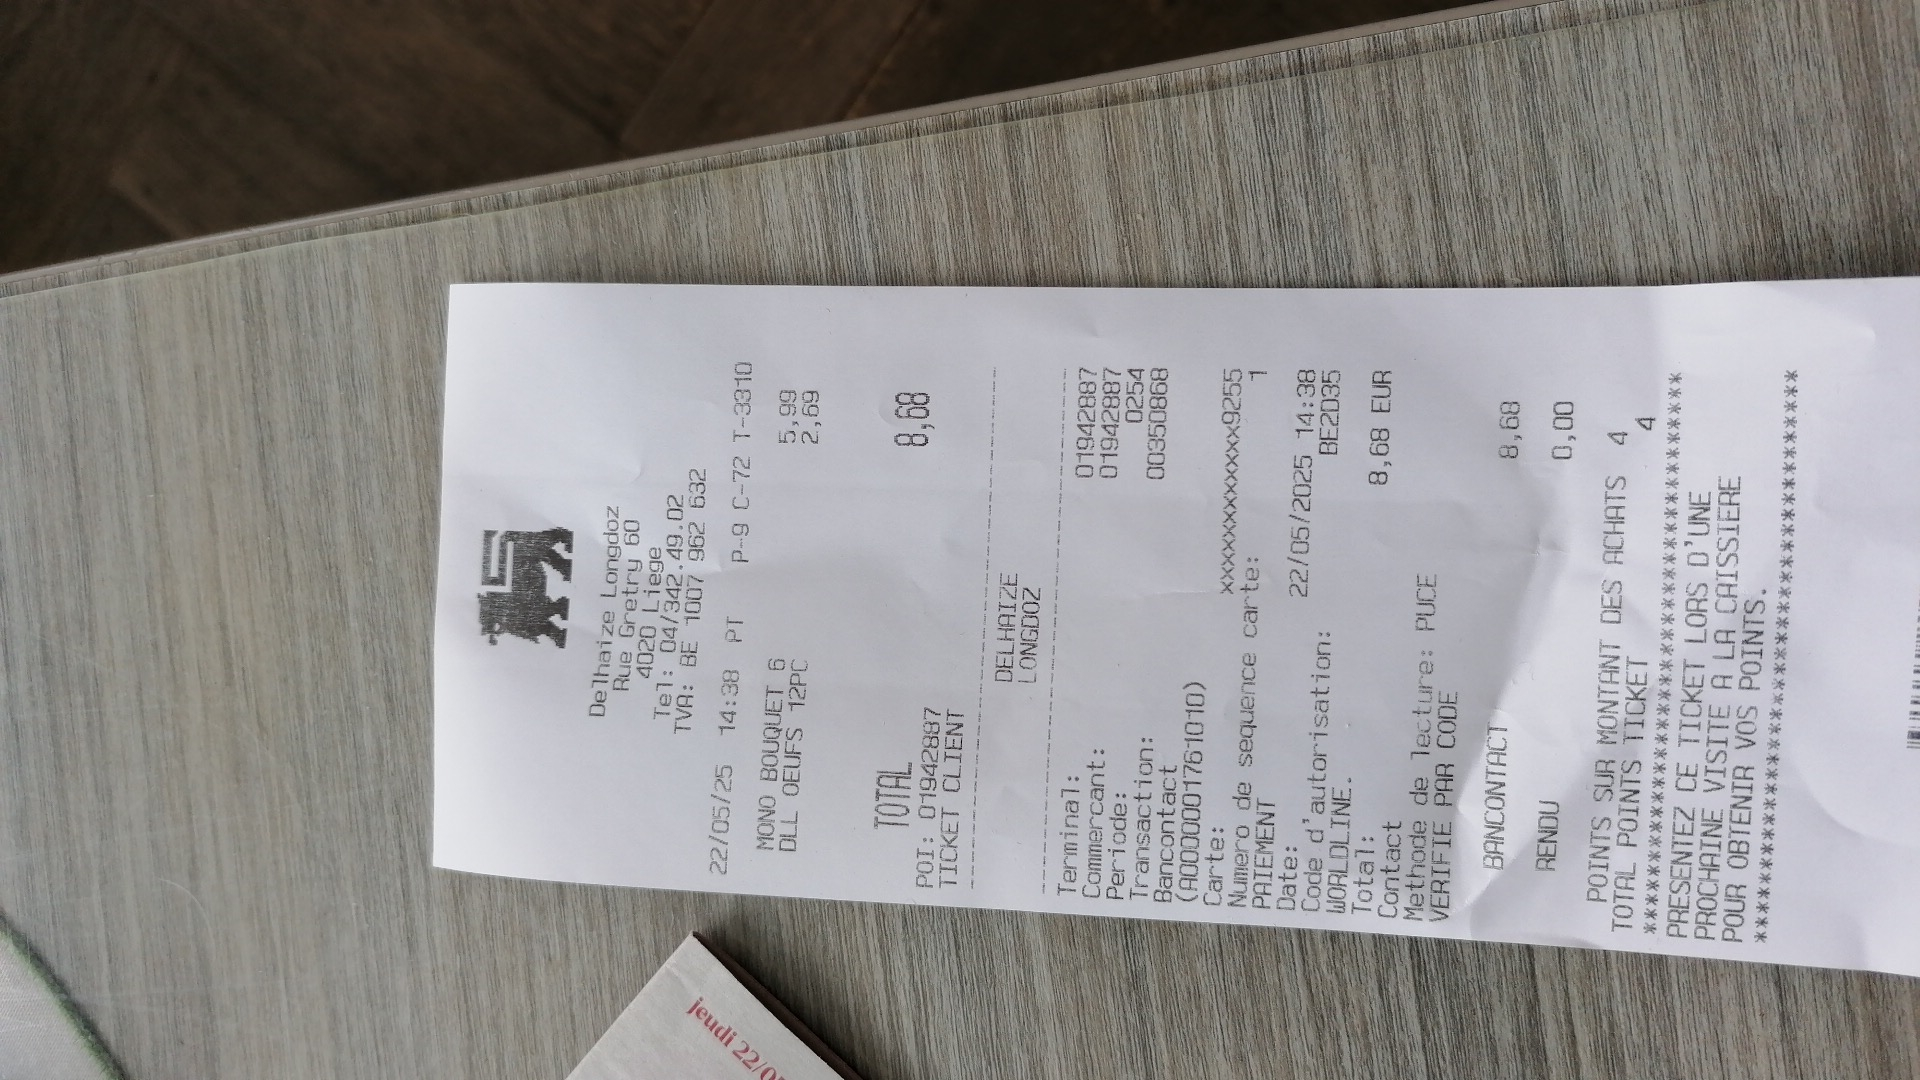 Delhaize Longdoz
Rue Gretry 60
4020 Liege
Tel: 04/342.49.02
TVA: BE 1007 962 632
22/05/25 14:38 PT P-9 C-72 T-3310
MONO BOUQUET 6 5,99
DLL OEUFS 12PC 2,69
TOTAL 8,68
POI: 01942887
TICKET CLIENT
DELHAIZE
LONGDOZ
Terminal: 01942887
Commercant: 01942887
Periode: 0254
Transaction: 00350868
Bancontact
(A0000001761010)
Carte: xxxxxxxxxxxxx9255
Numero de sequence carte: 1
PAIEMENT
Date: 22/05/2025 14:38
Code d'autorisation: BE2D35
WORLDLINE.
Total: 8,68 EUR
Contact
Methode de lecture: PUCE
VERIFIE PAR CODE
BANCONTACT 8,68
RENDU 0,00
POINTS SUR MONTANT DES ACHATS 4
TOTAL POINTS TICKET 4
****************************************
PRESENTEZ CE TICKET LORS D'UNE
PROCHAINE VISITE A LA CAISSIERE
POUR OBTENIR VOS POINTS.
****************************************
jeudi 22/0